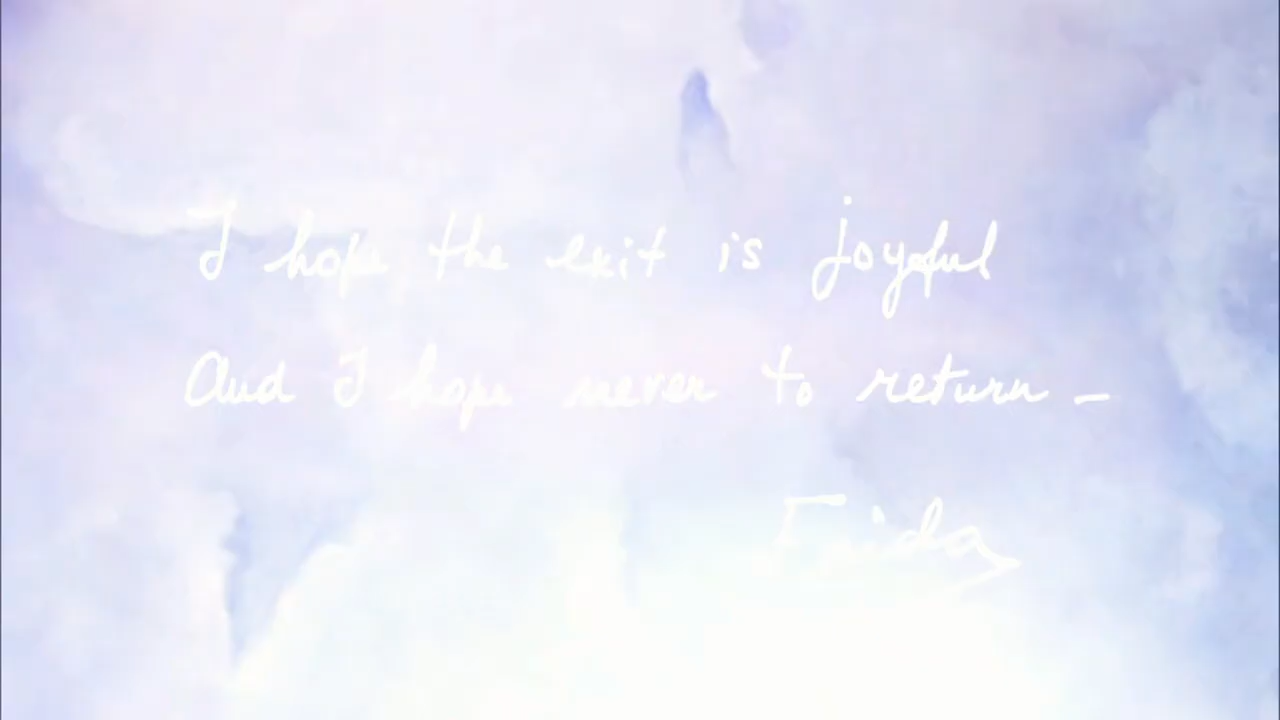 I hope the exit is joyful
And I hope never to return –
Frida